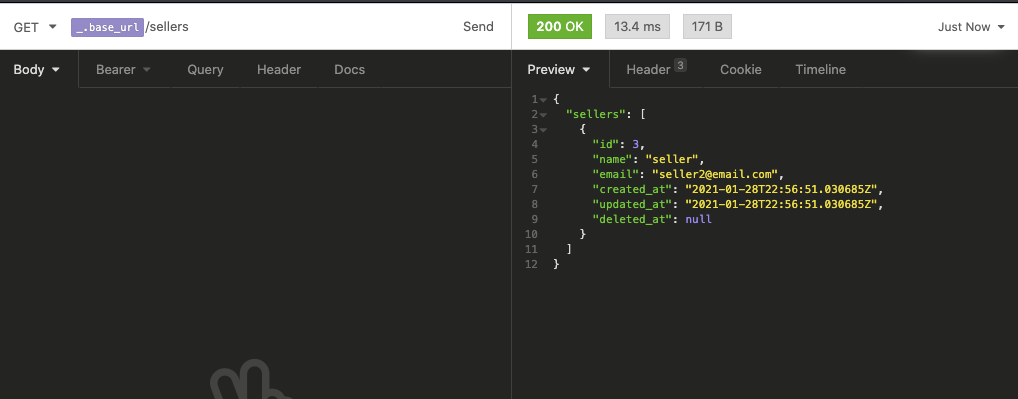 GET _.base_url/sellers Send 200 OK 13.4 ms 171 B Just Now
Body Bearer Query Header Docs Preview Header 3 Cookie Timeline
1 {
2 "sellers": [
3 {
4 "id": 3,
5 "name": "seller",
6 "email": "seller2@email.com",
7 "created_at": "2021-01-28T22:56:51.030685Z",
8 "updated_at": "2021-01-28T22:56:51.030685Z",
9 "deleted_at": null
10 }
11 ]
12 }